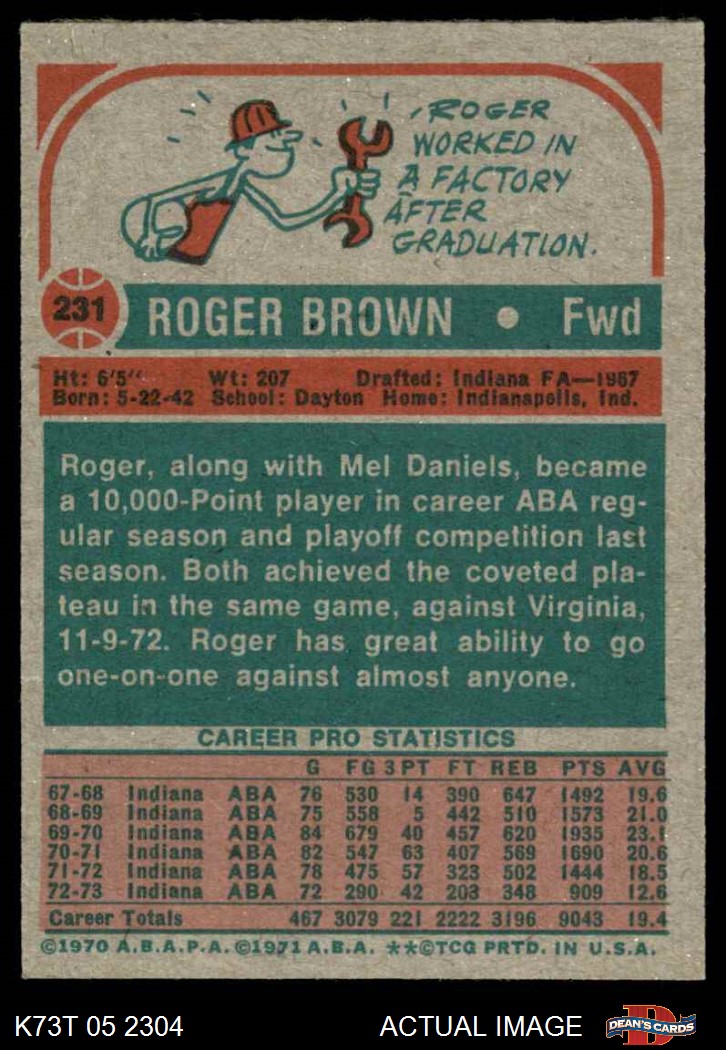 ROGER
WORKED IN
A FACTORY
AFTER
GRADUATION.
231 ROGER BROWN • Fwd
Ht: 6'5" Wt: 207 Drafted: Indiana FA—1967
Born: 5-22-42 School: Dayton Home: Indianapolis, Ind.
Roger, along with Mel Daniels, became
a 10,000-Point player in career ABA reg-
ular season and playoff competition last
season. Both achieved the coveted pla-
teau in the same game, against Virginia,
11-9-72. Roger has great ability to go
one-on-one against almost anyone.
CAREER PRO STATISTICS
G FG 3PT FT REB PTS AVG
67-68 Indiana ABA 76 530 14 390 647 1492 19.6
68-69 Indiana ABA 75 558 5 442 510 1573 21.0
69-70 Indiana ABA 84 679 40 457 620 1935 23.1
70-71 Indiana ABA 82 547 63 407 569 1690 20.6
71-72 Indiana ABA 78 475 57 323 502 1444 18.5
72-73 Indiana ABA 72 290 42 203 348 909 12.6
Career Totals 467 3079 221 2222 3196 9043 19.4
©1970 A.B.A.P.A. ©1971 A.B.A. **©TCG PRTD. IN U.S.A.
K73T 05 2304 ACTUAL IMAGE D DEAN'S CARDS